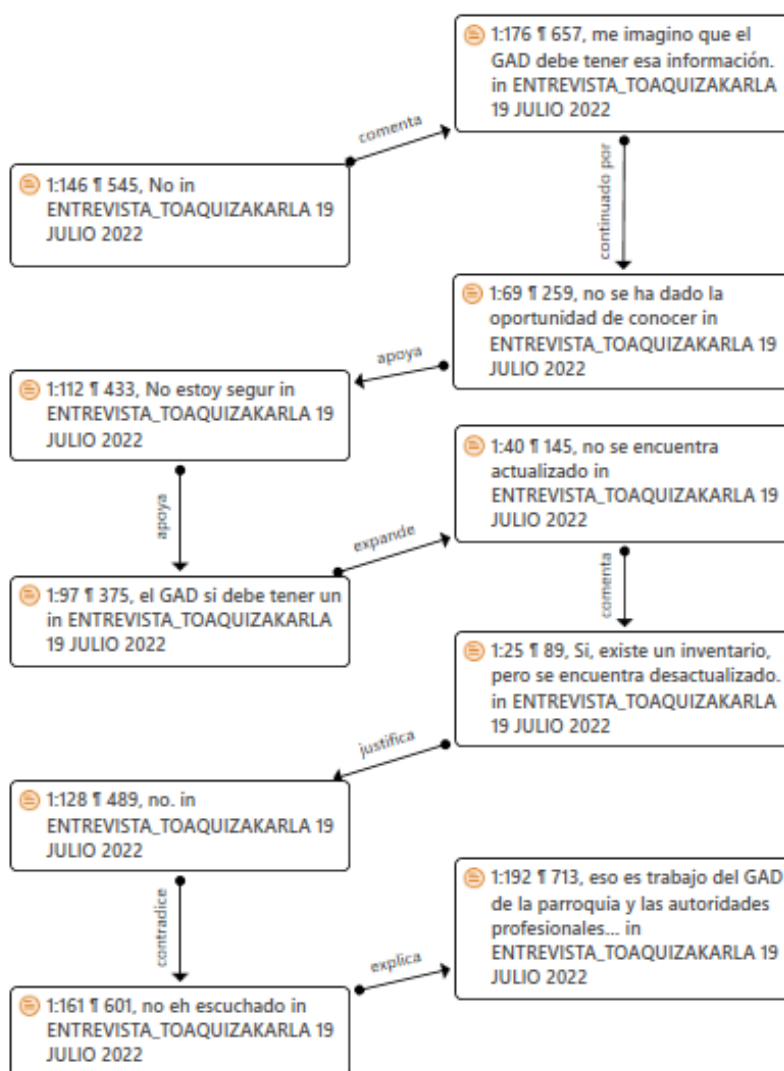 1:176 ¶ 657, me imagino que el
GAD debe tener esa información.
in ENTREVISTA_TOAQUIZAKARLA
19 JULIO 2022
comenta
1:146 ¶ 545, No in
ENTREVISTA_TOAQUIZAKARLA 19
JULIO 2022
continuado por
1:69 ¶ 259, no se ha dado la
oportunidad de conocer in
ENTREVISTA_TOAQUIZAKARLA 19
JULIO 2022
apoya
1:112 ¶ 433, No estoy segur in
ENTREVISTA_TOAQUIZAKARLA 19
JULIO 2022
apoya
1:97 ¶ 375, el GAD si debe tener un
in ENTREVISTA_TOAQUIZAKARLA
19 JULIO 2022
expande
1:40 ¶ 145, no se encuentra
actualizado in
ENTREVISTA_TOAQUIZAKARLA 19
JULIO 2022
comenta
1:25 ¶ 89, Si, existe un inventario,
pero se encuentra desactualizado.
in ENTREVISTA_TOAQUIZAKARLA
19 JULIO 2022
justifica
1:128 ¶ 489, no. in
ENTREVISTA_TOAQUIZAKARLA 19
JULIO 2022
contradice
1:161 ¶ 601, no eh escuchado in
ENTREVISTA_TOAQUIZAKARLA 19
JULIO 2022
explica
1:192 ¶ 713, eso es trabajo del GAD
de la parroquia y las autoridades
profesionales... in
ENTREVISTA_TOAQUIZAKARLA 19
JULIO 2022